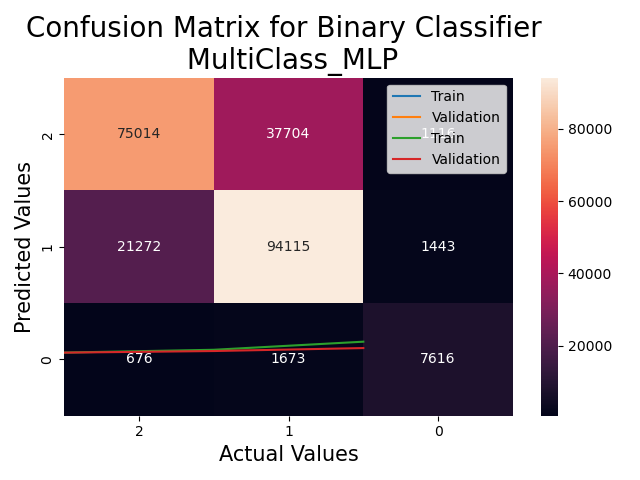 Confusion Matrix for Binary Classifier
MultiClass_MLP
Train
Validation
Train
Validation
Predicted Values
2
1
0
75014
37704
21272
94115
1443
676
1673
7616
2
1
0
Actual Values
80000
60000
40000
20000